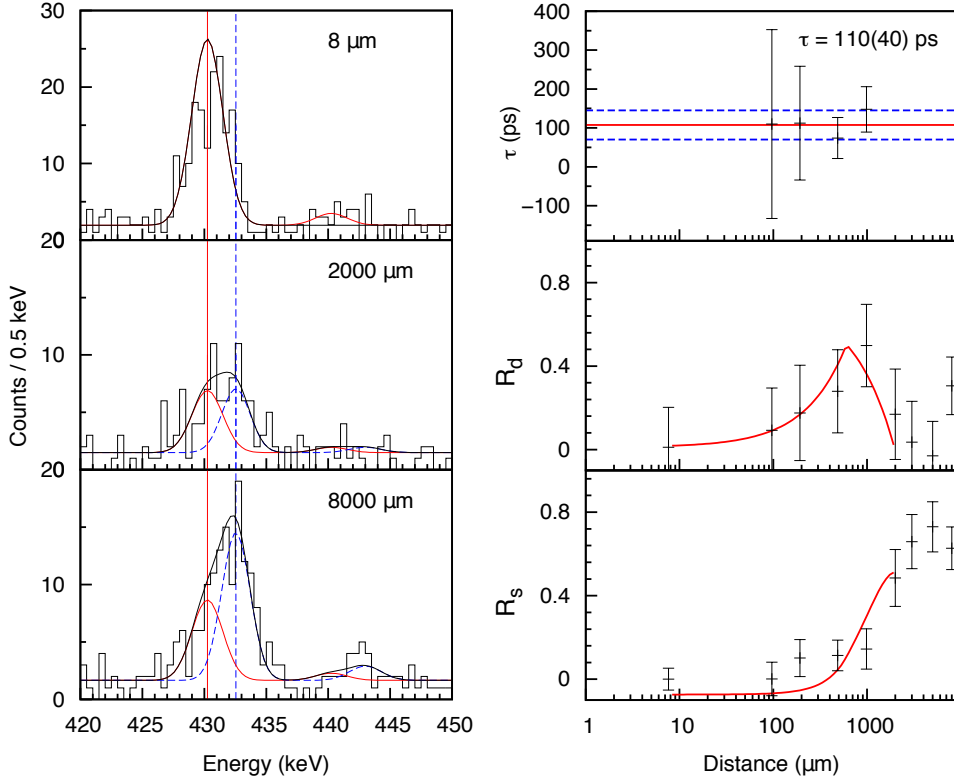 30
20
10
0
8 µm
20
10
0
2000 µm
20
10
0
8000 µm
Counts / 0.5 keV
420 425 430 435 440 445 450
Energy (keV)
400
300
200
100
0
−100
τ (ps)
τ = 110(40) ps
0.8
0.4
0
R_d
0.8
0.4
0
R_s
1 10 100 1000
Distance (µm)